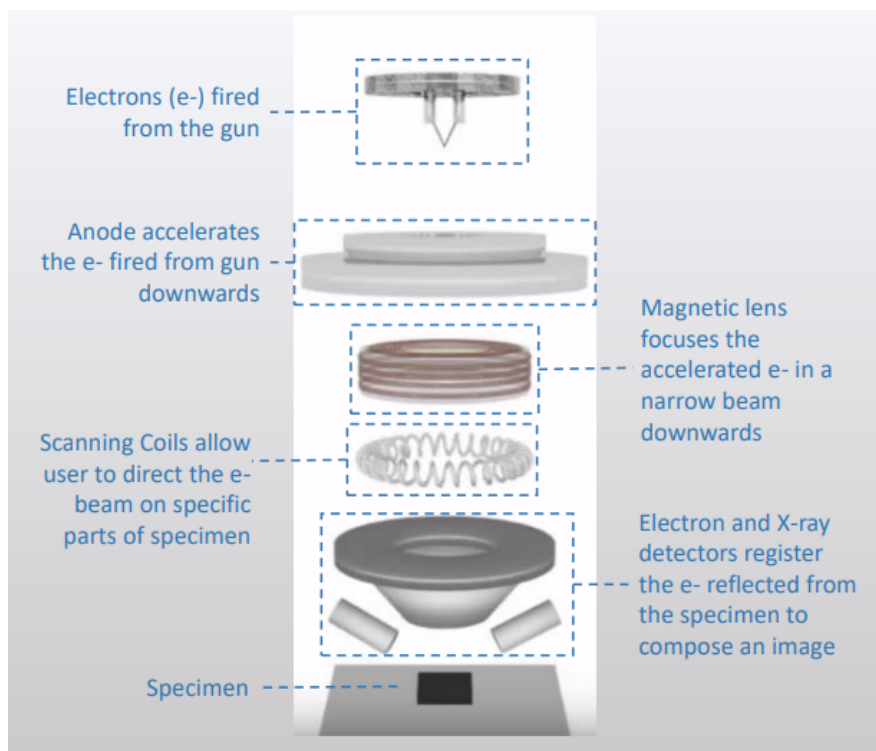 Electrons (e-) fired
from the gun
Anode accelerates
the e- fired from gun
downwards
Magnetic lens
focuses the
accelerated e- in a
narrow beam
downwards
Scanning Coils allow
user to direct the e-
beam on specific
parts of specimen
Electron and X-ray
detectors register
the e- reflected from
the specimen to
compose an image
Specimen